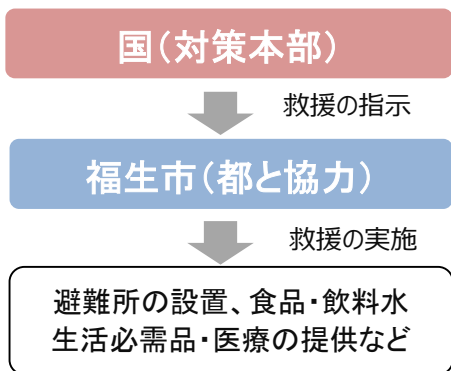 国(対策本部)
救援の指示
福生市(都と協力)
救援の実施
避難所の設置、食品・飲料水
生活必需品・医療の提供など